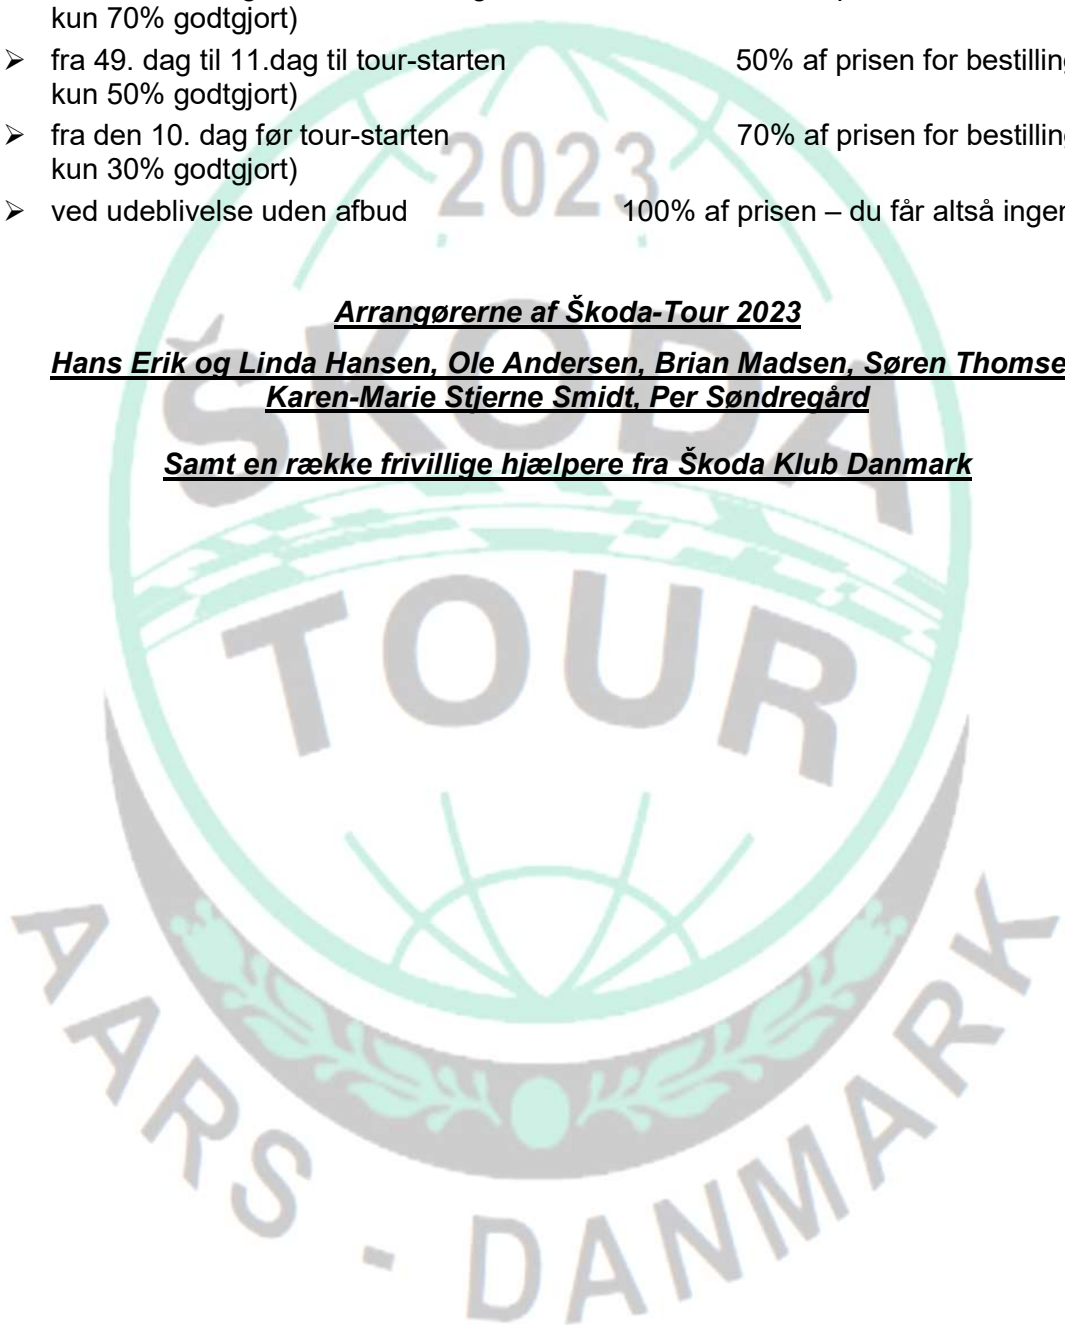 kun 70% godtgjort)
➢ fra 49. dag til 11.dag til tour-starten 50% af prisen for bestilling
kun 50% godtgjort)
➢ fra den 10. dag før tour-starten 70% af prisen for bestilling
kun 30% godtgjort)
➢ ved udeblivelse uden afbud 100% af prisen – du får altså ingen
Arrangørerne af Škoda-Tour 2023
Hans Erik og Linda Hansen, Ole Andersen, Brian Madsen, Søren Thomse
Karen-Marie Stjerne Smidt, Per Søndregård
Samt en række frivillige hjælpere fra Škoda Klub Danmark
2023
ŠKODA
TOUR
AARS - DANMARK